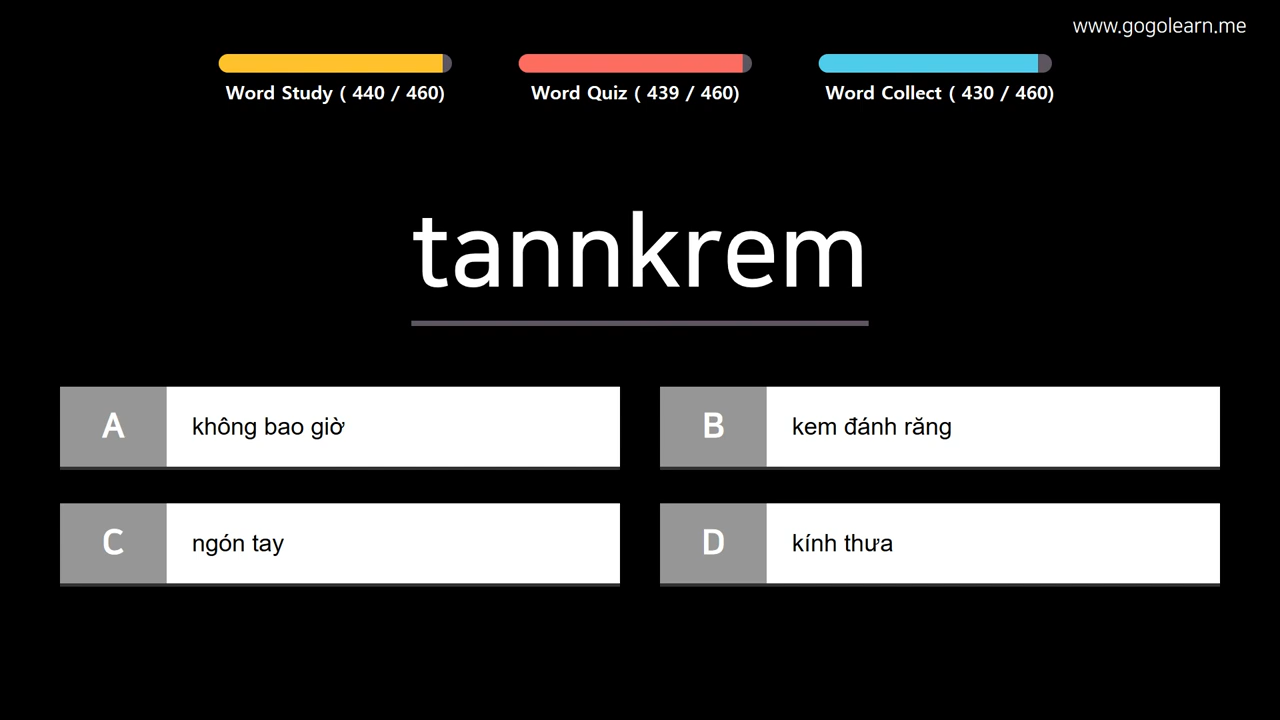 www.gogolearn.me
Word Study ( 440 / 460)
Word Quiz ( 439 / 460)
Word Collect ( 430 / 460)
tannkrem
A không bao giờ
B kem đánh răng
C ngón tay
D kính thưa